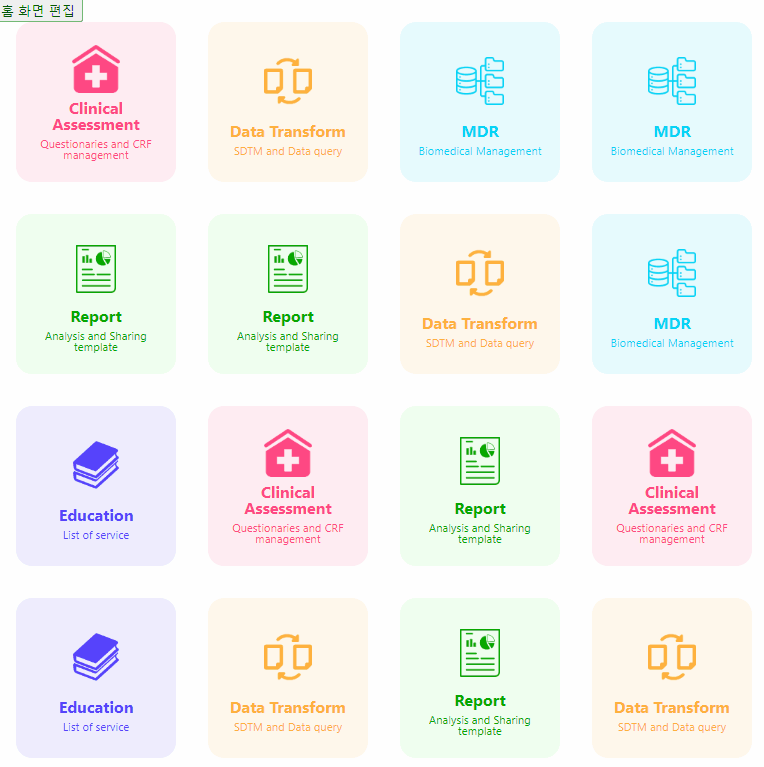 홈 화면 편집
Clinical
Assessment
Questionaries and CRF
management
Data Transform
SDTM and Data query
MDR
Biomedical Management
MDR
Biomedical Management
Report
Analysis and Sharing
template
Report
Analysis and Sharing
template
Data Transform
SDTM and Data query
MDR
Biomedical Management
Education
List of service
Clinical
Assessment
Questionaries and CRF
management
Report
Analysis and Sharing
template
Clinical
Assessment
Questionaries and CRF
management
Education
List of service
Data Transform
SDTM and Data query
Report
Analysis and Sharing
template
Data Transform
SDTM and Data query